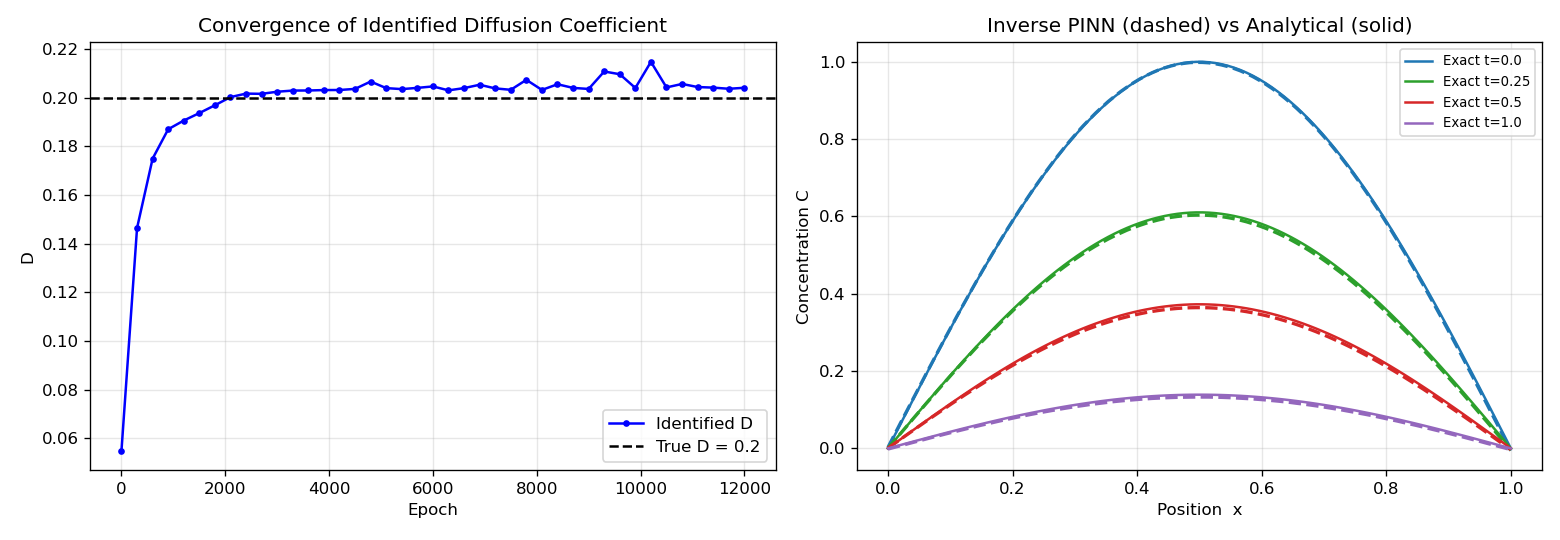 Convergence of Identified Diffusion Coefficient
0.22
0.20
0.18
0.16
0.14
0.12
0.10
0.08
0.06
D
0
2000
4000
6000
8000
10000
12000
Epoch
Identified D
True D = 0.2
Inverse PINN (dashed) vs Analytical (solid)
1.0
0.8
0.6
0.4
0.2
0.0
Concentration C
0.0
0.2
0.4
0.6
0.8
1.0
Position x
Exact t=0.0
Exact t=0.25
Exact t=0.5
Exact t=1.0